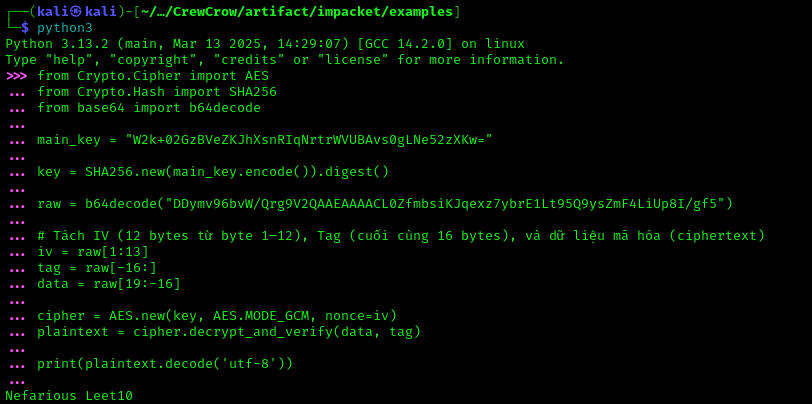 ┌──(kali㉿kali)-[~/…/CrewCrow/artifact/impacket/examples]
└─$ python3
Python 3.13.2 (main, Mar 13 2025, 14:29:07) [GCC 14.2.0] on linux
Type "help", "copyright", "credits" or "license" for more information.
>>> from Crypto.Cipher import AES
... from Crypto.Hash import SHA256
... from base64 import b64decode
...
... main_key = "W2k+02GzBVeZKJhXsnRIqNrtrWVUBAvs0gLNe52zXKw="
...
... key = SHA256.new(main_key.encode()).digest()
...
... raw = b64decode("DDymv96bvW/Qrg9V2QAAEAAAACL0ZfmbsiKJqexz7ybrE1Lt95Q9ysZmF4LiUp8I/gf5")
...
... # Tách IV (12 bytes từ byte 1–12), Tag (cuối cùng 16 bytes), và dữ liệu mã hóa (ciphertext)
... iv = raw[1:13]
... tag = raw[-16:]
... data = raw[19:-16]
...
... cipher = AES.new(key, AES.MODE_GCM, nonce=iv)
... plaintext = cipher.decrypt_and_verify(data, tag)
...
... print(plaintext.decode('utf-8'))
...
Nefarious Leet10